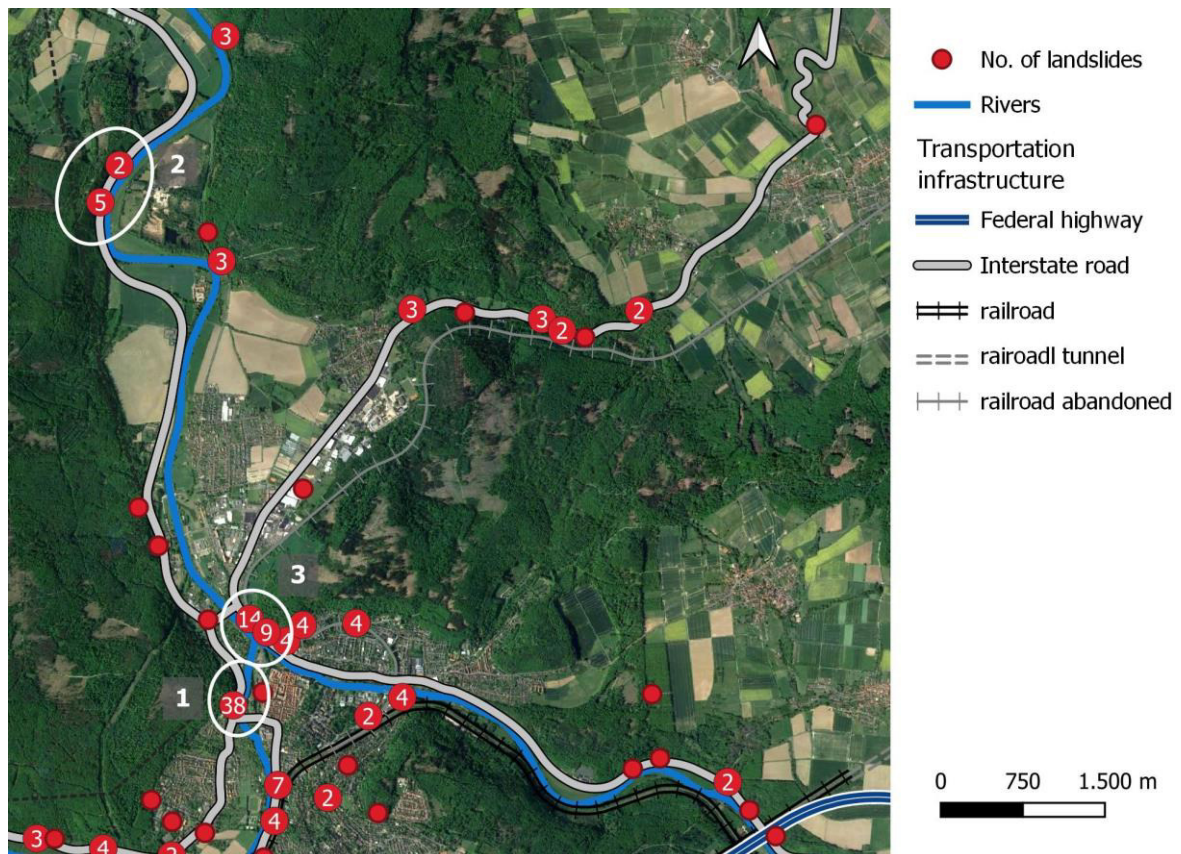 3
2
2
5
3
3
3
2
2
3
14
9
4
4
4
1
38
4
2
7
2
4
2
3
4
2
No. of landslides
Rivers
Transportation
infrastructure
Federal highway
Interstate road
railroad
rairoadl tunnel
railroad abandoned
0 750 1.500 m